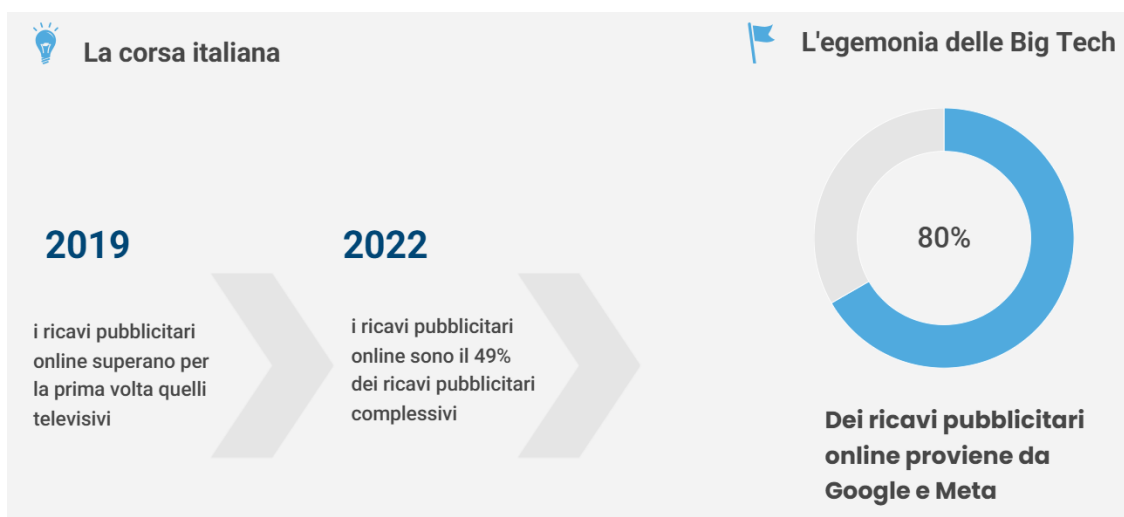 La corsa italiana
2019
i ricavi pubblicitari
online superano per
la prima volta quelli
televisivi
2022
i ricavi pubblicitari
online sono il 49%
dei ricavi pubblicitari
complessivi
L'egemonia delle Big Tech
80%
Dei ricavi pubblicitari
online proviene da
Google e Meta